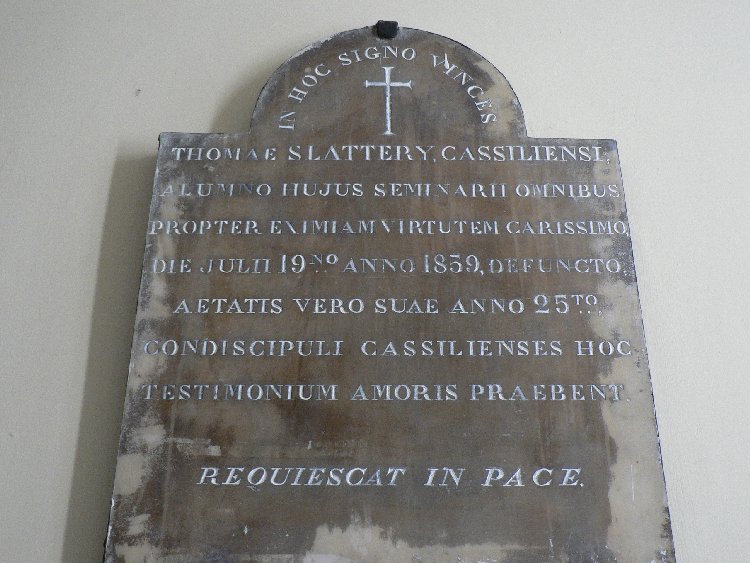 IN HOC SIGNO VINCES
THOMAE SLATTERY, CASSILIENSI,
ALUMNO HUJUS SEMINARII OMNIBUS
PROPTER EXIMIAM VIRTUTEM CARISSIMO,
DIE JULII 19NO ANNO 1859, DEFUNCTO,
AETATIS VERO SUAE ANNO 25TO,
CONDISCIPULI CASSILIENSES HOC
TESTIMONIUM AMORIS PRAEBENT.
REQUIESCAT IN PACE.